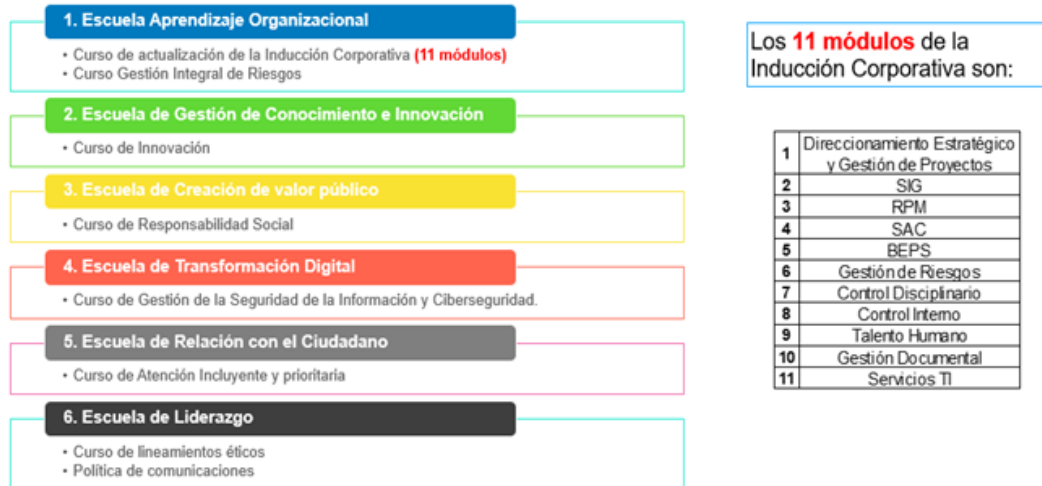 1. Escuela Aprendizaje Organizacional
• Curso de actualización de la Inducción Corporativa (11 módulos)
• Curso Gestión Integral de Riesgos
2. Escuela de Gestión de Conocimiento e Innovación
• Curso de Innovación
3. Escuela de Creación de valor público
• Curso de Responsabilidad Social
4. Escuela de Transformación Digital
• Curso de Gestión de la Seguridad de la Información y Ciberseguridad.
5. Escuela de Relación con el Ciudadano
• Curso de Atención Incluyente y prioritaria
6. Escuela de Liderazgo
• Curso de lineamientos éticos
• Política de comunicaciones
Los 11 módulos de la
Inducción Corporativa son:
1 Direccionamiento Estratégico
y Gestión de Proyectos
2 SIG
3 RPM
4 SAC
5 BEPS
6 Gestión de Riesgos
7 Control Disciplinario
8 Control Interno
9 Talento Humano
10 Gestión Documental
11 Servicios TI